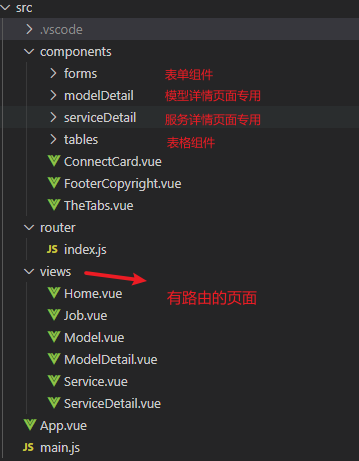 src
.vscode
components
forms 表单组件
modelDetail 模型详情页面专用
serviceDetail 服务详情页面专用
tables 表格组件
ConnectCard.vue
FooterCopyright.vue
TheTabs.vue
router
JS index.js
views
Home.vue 有路由的页面
Job.vue
Model.vue
ModelDetail.vue
Service.vue
ServiceDetail.vue
App.vue
JS main.js